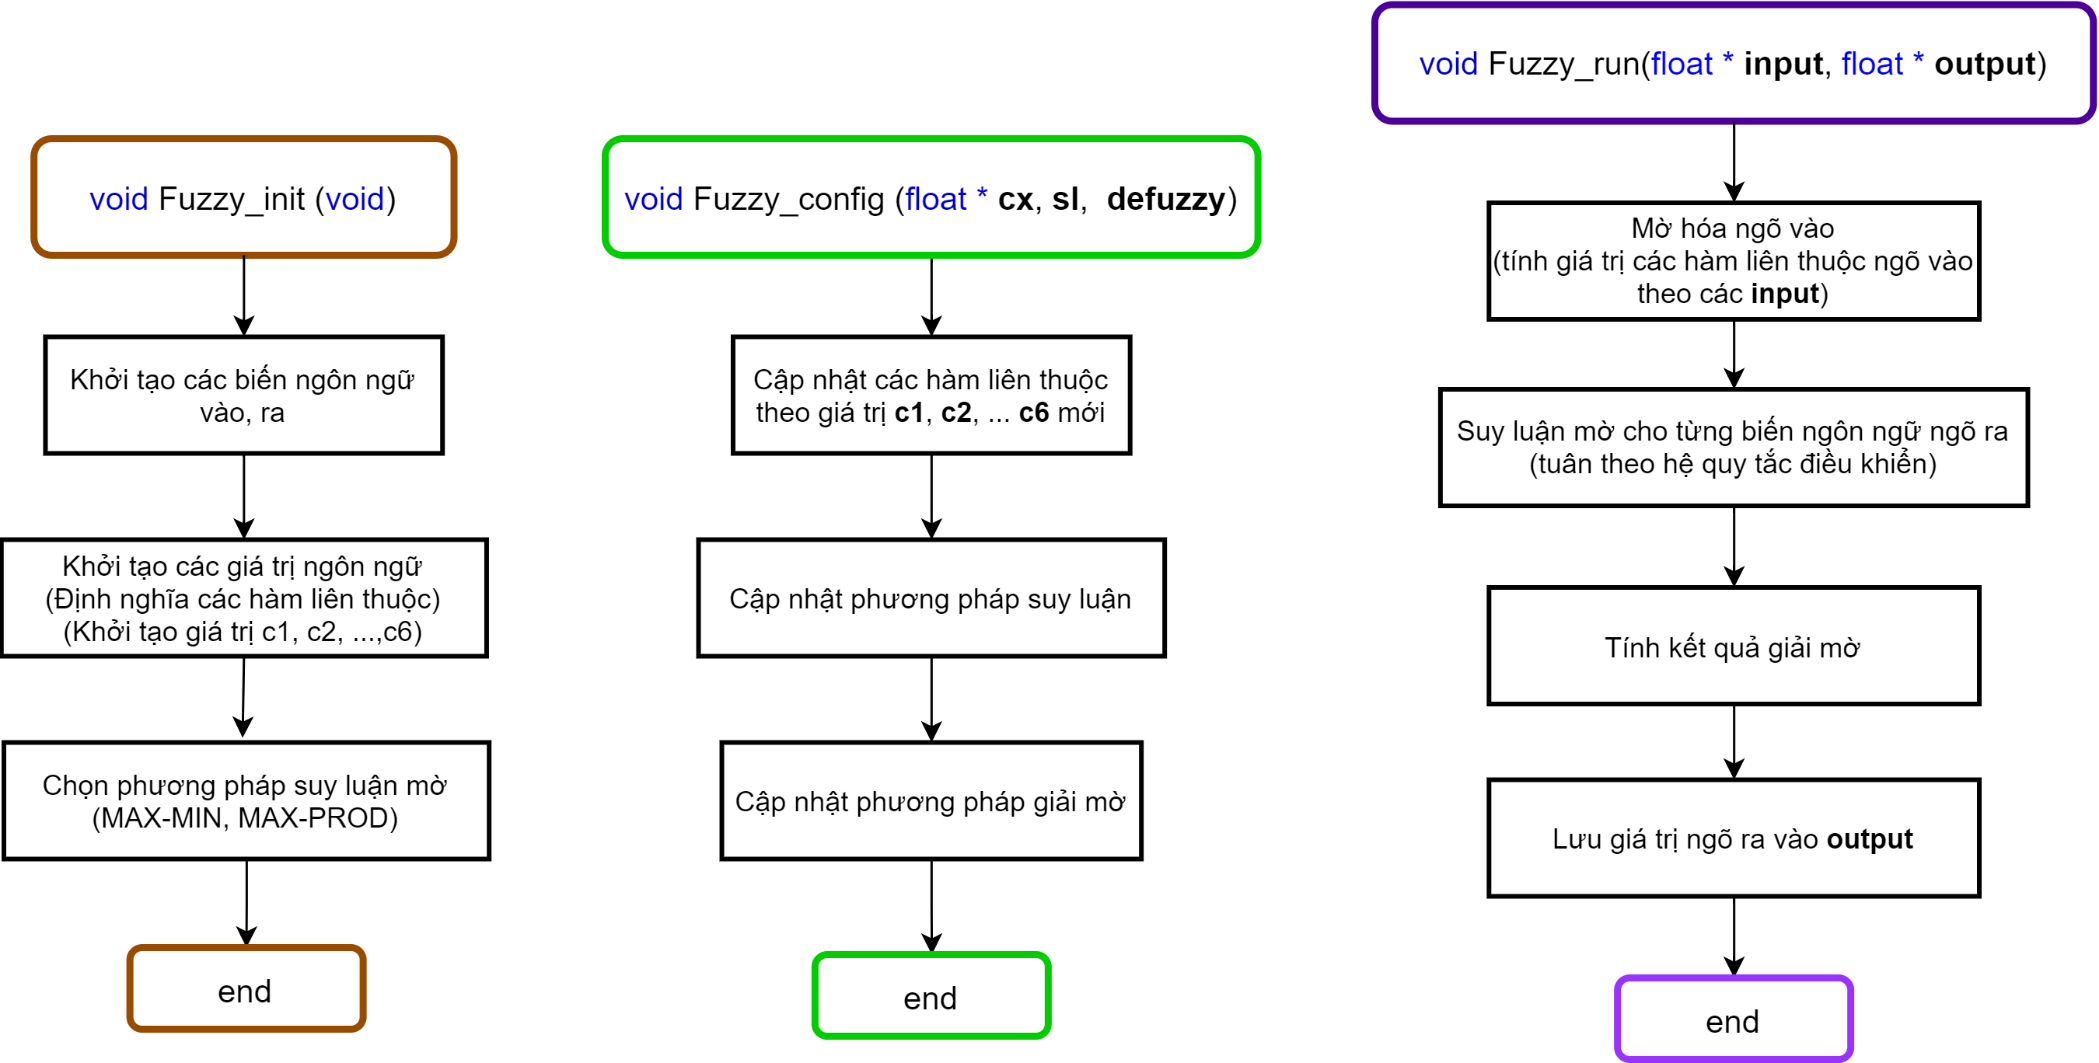 void Fuzzy_init (void)
Khởi tạo các biến ngôn ngữ
vào, ra
Khởi tạo các giá trị ngôn ngữ
(Định nghĩa các hàm liên thuộc)
(Khởi tạo giá trị c1, c2, ...,c6)
Chọn phương pháp suy luận mờ
(MAX-MIN, MAX-PROD)
end
void Fuzzy_config (float * cx, sl, defuzzy)
Cập nhật các hàm liên thuộc
theo giá trị c1, c2, ... c6 mới
Cập nhật phương pháp suy luận
Cập nhật phương pháp giải mờ
end
void Fuzzy_run(float * input, float * output)
Mờ hóa ngõ vào
(tính giá trị các hàm liên thuộc ngõ vào
theo các input)
Suy luận mờ cho từng biến ngôn ngữ ngõ ra
(tuân theo hệ quy tắc điều khiển)
Tính kết quả giải mờ
Lưu giá trị ngõ ra vào output
end